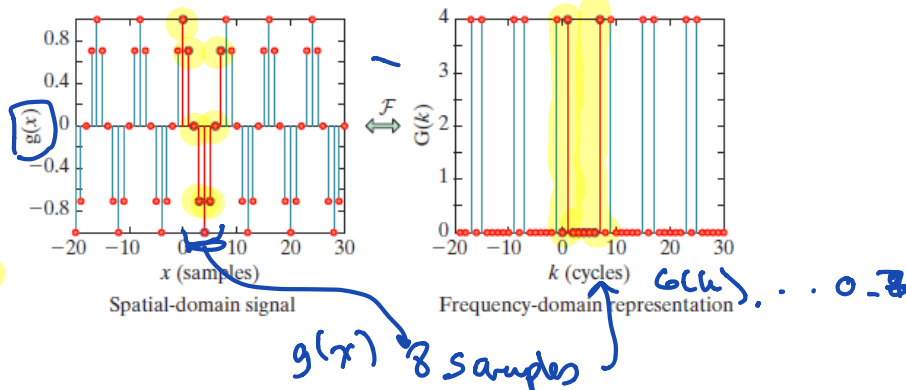 0.8
0.4
0
−0.4
−0.8
g(x)
−20 −10 0 10 20 30
x (samples)
Spatial-domain signal
ℱ
4
3
2
1
0
G(k)
−20 −10 0 10 20 30
k (cycles)
Frequency-domain representation
G(k) . . . 0 –
g(x) 8 samples